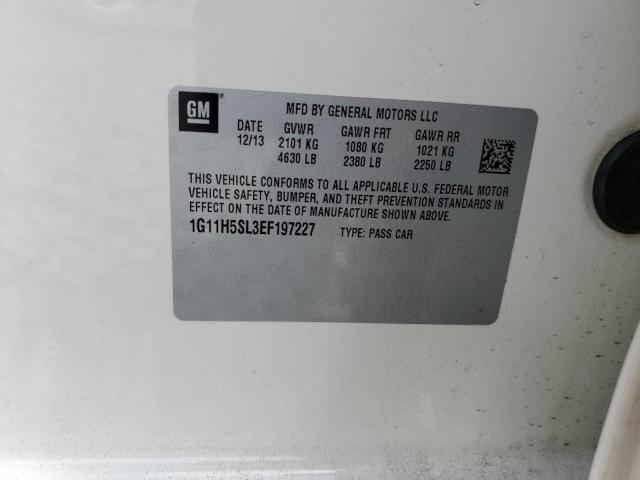 GM
MFD BY GENERAL MOTORS LLC
DATE GVWR GAWR FRT GAWR RR
12/13 2101 KG 1080 KG 1021 KG
4630 LB 2380 LB 2250 LB
THIS VEHICLE CONFORMS TO ALL APPLICABLE U.S. FEDERAL MOTOR
VEHICLE SAFETY, BUMPER, AND THEFT PREVENTION STANDARDS IN
EFFECT ON THE DATE OF MANUFACTURE SHOWN ABOVE.
1G11H5SL3EF197227 TYPE: PASS CAR